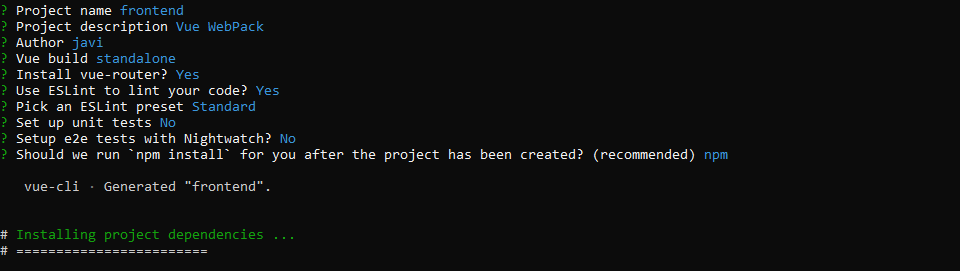 ? Project name frontend
? Project description Vue WebPack
? Author javi
? Vue build standalone
? Install vue-router? Yes
? Use ESLint to lint your code? Yes
? Pick an ESLint preset Standard
? Set up unit tests No
? Setup e2e tests with Nightwatch? No
? Should we run `npm install` for you after the project has been created? (recommended) npm
vue-cli · Generated "frontend".
# Installing project dependencies ...
# ========================